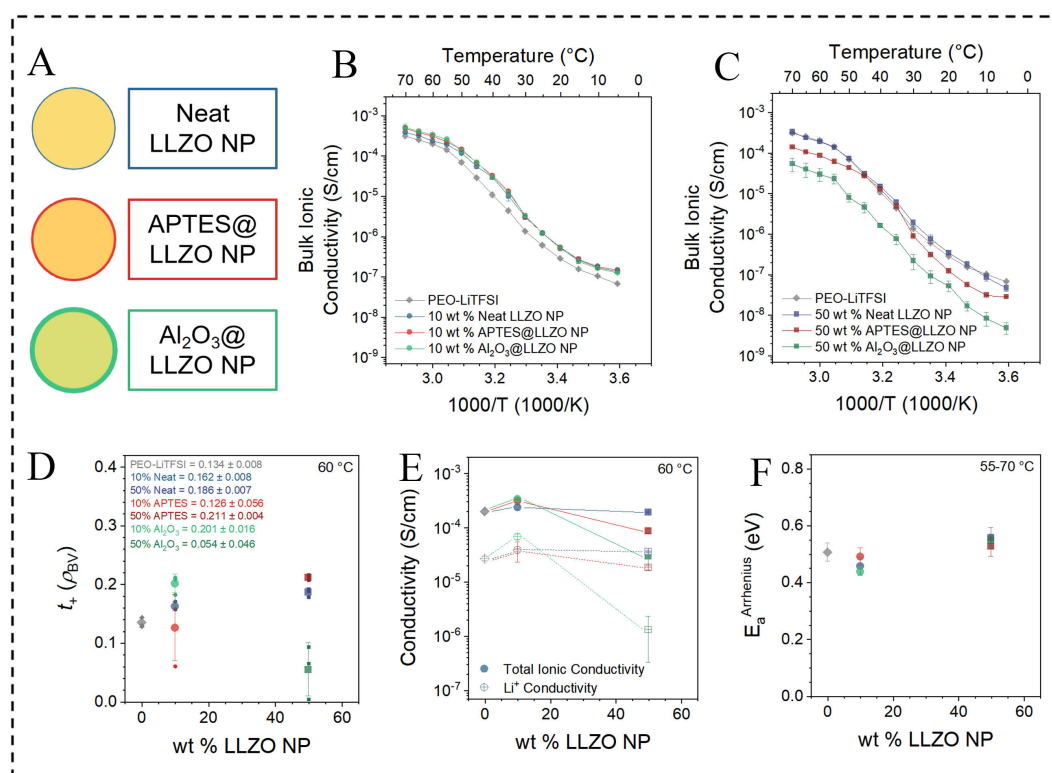 A
Neat
LLZO NP
APTES@
LLZO NP
Al₂O₃@
LLZO NP
B
Temperature (°C)
70 60 50 40 30 20 10 0
Bulk Ionic
Conductivity (S/cm)
10⁻³
10⁻⁴
10⁻⁵
10⁻⁶
10⁻⁷
10⁻⁸
10⁻⁹
PEO-LiTFSI
10 wt % Neat LLZO NP
10 wt % APTES@LLZO NP
10 wt % Al₂O₃@LLZO NP
3.0 3.2 3.4 3.6
1000/T (1000/K)
C
Temperature (°C)
70 60 50 40 30 20 10 0
Bulk Ionic
Conductivity (S/cm)
10⁻³
10⁻⁴
10⁻⁵
10⁻⁶
10⁻⁷
10⁻⁸
10⁻⁹
PEO-LiTFSI
50 wt % Neat LLZO NP
50 wt % APTES@LLZO NP
50 wt % Al₂O₃@LLZO NP
3.0 3.2 3.4 3.6
1000/T (1000/K)
D
PEO-LiTFSI = 0.134 ± 0.008
60 °C
10% Neat = 0.162 ± 0.008
50% Neat = 0.186 ± 0.007
10% APTES = 0.126 ± 0.056
50% APTES = 0.211 ± 0.004
10% Al₂O₃ = 0.201 ± 0.016
50% Al₂O₃ = 0.054 ± 0.046
t₊ (ρBV)
0.4
0.2
0.0
0 20 40 60
wt % LLZO NP
E
60 °C
Conductivity (S/cm)
10⁻³
10⁻⁴
10⁻⁵
10⁻⁶
10⁻⁷
Total Ionic Conductivity
Li⁺ Conductivity
0 20 40 60
wt % LLZO NP
F
55-70 °C
Eₐ Arrhenius (eV)
0.8
0.6
0.4
0.2
0.0
0 20 40 60
wt % LLZO NP